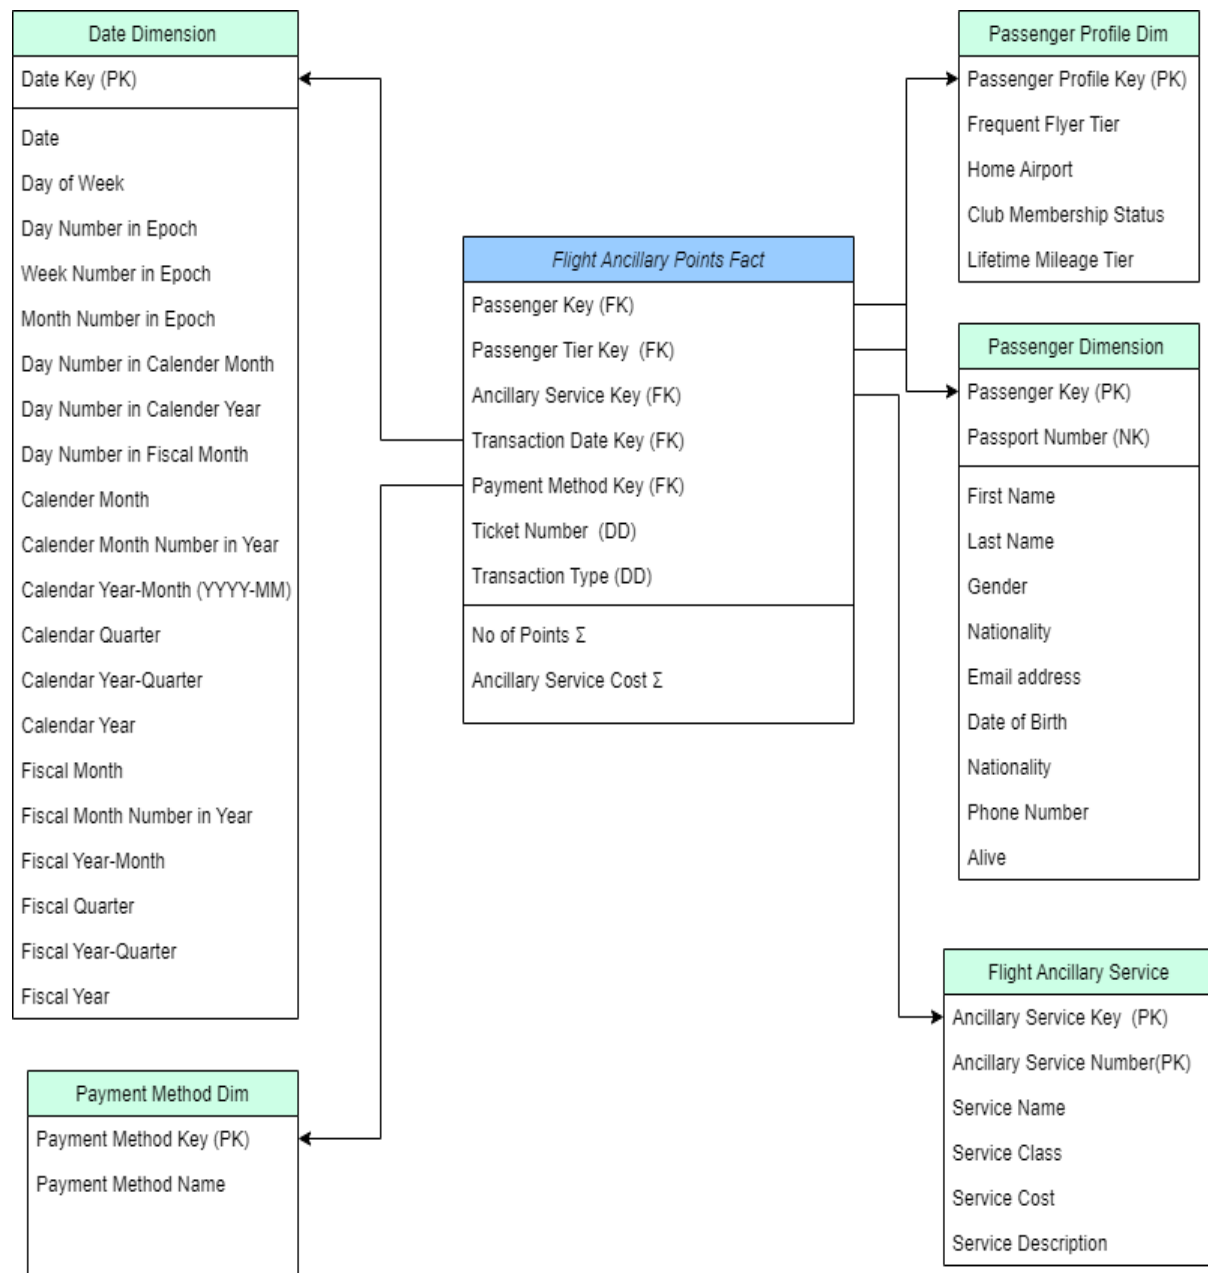 Date Dimension
Date Key (PK)
Date
Day of Week
Day Number in Epoch
Week Number in Epoch
Month Number in Epoch
Day Number in Calender Month
Day Number in Calender Year
Day Number in Fiscal Month
Calender Month
Calender Month Number in Year
Calendar Year-Month (YYYY-MM)
Calendar Quarter
Calendar Year-Quarter
Calendar Year
Fiscal Month
Fiscal Month Number in Year
Fiscal Year-Month
Fiscal Quarter
Fiscal Year-Quarter
Fiscal Year
Payment Method Dim
Payment Method Key (PK)
Payment Method Name
Flight Ancillary Points Fact
Passenger Key (FK)
Passenger Tier Key (FK)
Ancillary Service Key (FK)
Transaction Date Key (FK)
Payment Method Key (FK)
Ticket Number (DD)
Transaction Type (DD)
No of Points Σ
Ancillary Service Cost Σ
Passenger Profile Dim
Passenger Profile Key (PK)
Frequent Flyer Tier
Home Airport
Club Membership Status
Lifetime Mileage Tier
Passenger Dimension
Passenger Key (PK)
Passport Number (NK)
First Name
Last Name
Gender
Nationality
Email address
Date of Birth
Nationality
Phone Number
Alive
Flight Ancillary Service
Ancillary Service Key (PK)
Ancillary Service Number(PK)
Service Name
Service Class
Service Cost
Service Description